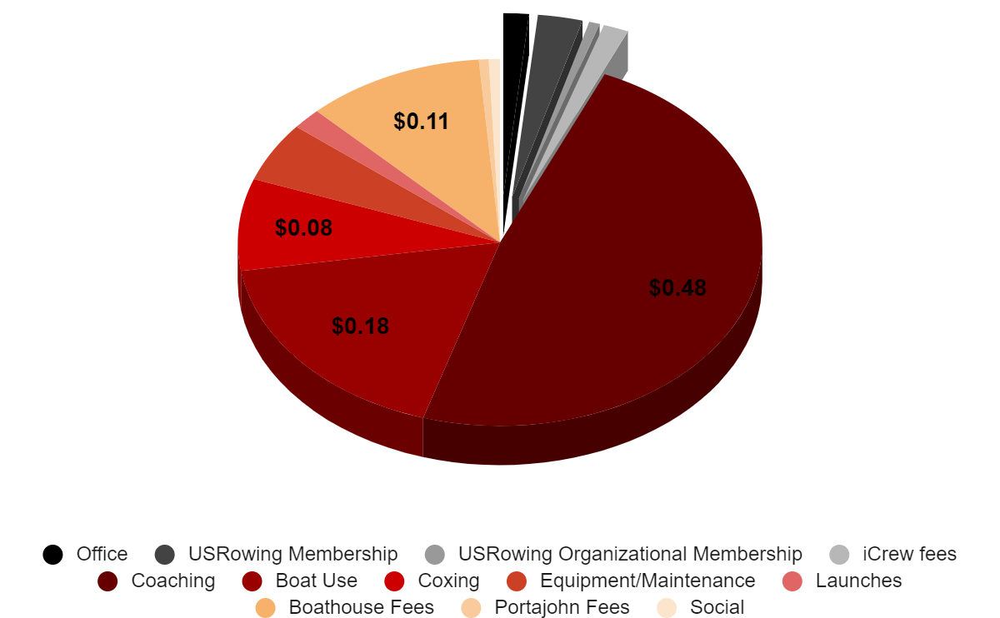 $0.11
$0.08
$0.48
$0.18
Office USRowing Membership USRowing Organizational Membership iCrew fees
Coaching Boat Use Coxing Equipment/Maintenance Launches
Boathouse Fees Portajohn Fees Social